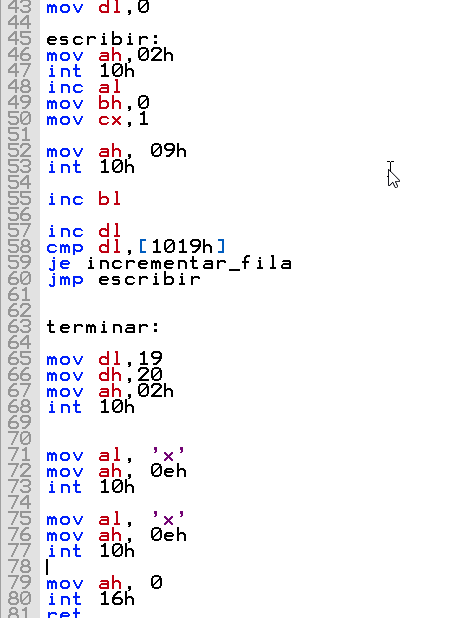 43 mov dl,0
44
45 escribir:
46 mov ah,02h
47 int 10h
48 inc al
49 mov bh,0
50 mov cx,1
51
52 mov ah, 09h
53 int 10h
54
55 inc bl
56
57 inc dl
58 cmp dl,[1019h]
59 je incrementar_fila
60 jmp escribir
61
62
63 terminar:
64
65 mov dl,19
66 mov dh,20
67 mov ah,02h
68 int 10h
69
70
71 mov al, 'x'
72 mov ah, 0eh
73 int 10h
74
75 mov al, 'x'
76 mov ah, 0eh
77 int 10h
78
79 mov ah, 0
80 int 16h
81 ret